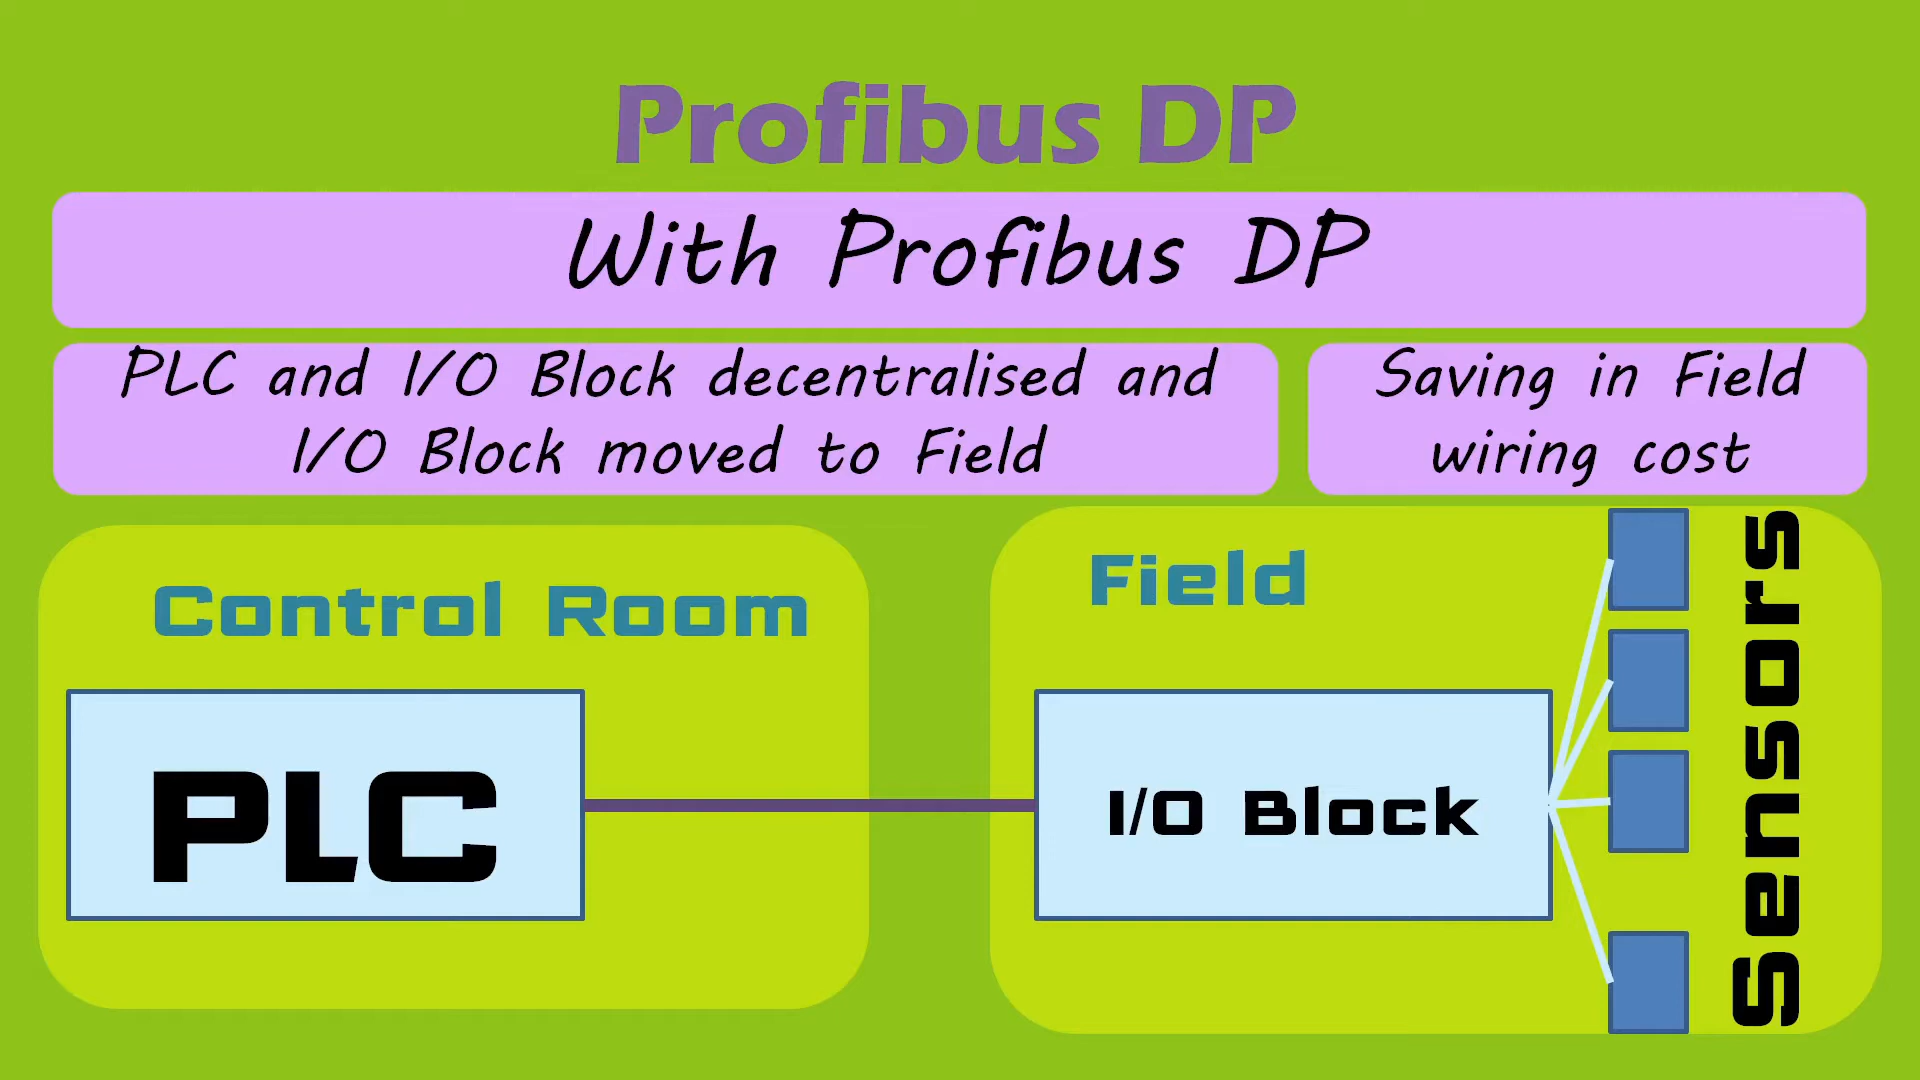 Profibus DP
With Profibus DP
PLC and I/O Block decentralised and
I/O Block moved to Field
Saving in Field
wiring cost
Control Room
Field
PLC
I/O Block
Sensors